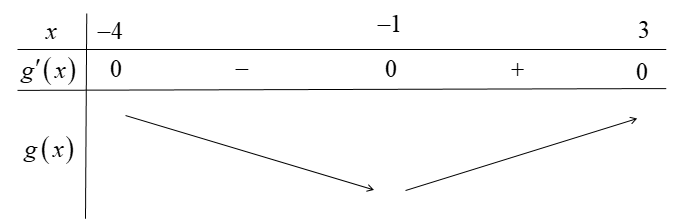 x −4 −1 3
g′(x) 0 − 0 + 0
g(x)